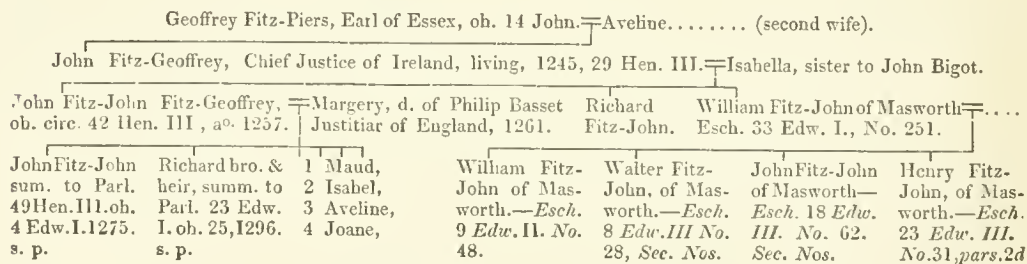 Geoffrey Fitz-Piers, Earl of Essex, oh. 14 John.=Aveline........ (second wife).
John Fitz-Geoffrey, Chief Justice of Ireland, living, 1245, 29 Hen. III.=Isabella, sister to John Bigot.
John Fitz-John Fitz-Geoffrey,
ob. circ. 42 Hen. III, aº. 1257.
=Margery, d. of Philip Basset
Justitiar of England, 1261.
Richard
Fitz-John.
William Fitz-John of Masworth=....
Esch. 33 Edw. I., No. 251.
John Fitz-John
sum. to Parl.
49 Hen. III. oh.
4 Edw. I. 1275.
s. p.
Richard bro. &
heir, summ. to
Parl. 23 Edw.
I. oh. 25, 1296.
s. p.
1 Maud,
2 Isabel,
3 Aveline,
4 Joane,
William Fitz-
John of Mas-
worth.—Esch.
9 Edw. II. No.
48.
Walter Fitz-
John, of Mas-
worth.—Esch.
8 Edw. III No.
28, Sec. Nos.
John Fitz-John
of Masworth—
Esch. 18 Edw.
III. No. 62.
Sec. Nos.
Henry Fitz-
John, of Mas-
worth.—Esch.
23 Edw. III.
No. 31, pars. 2d